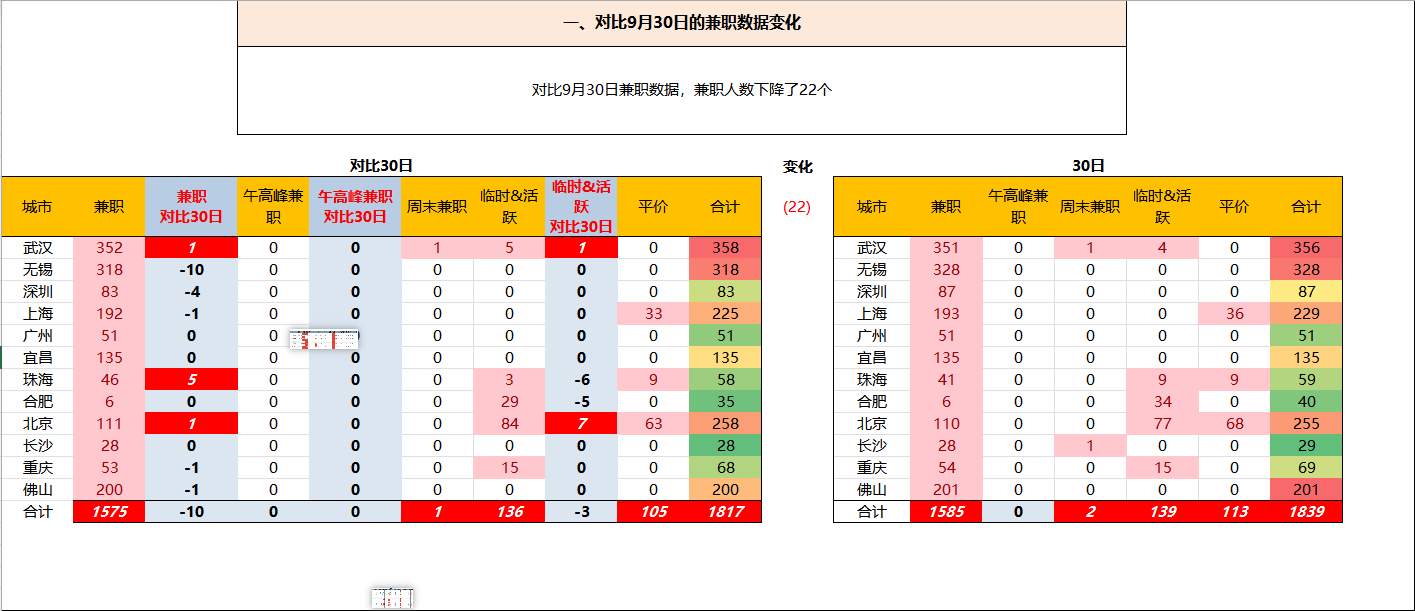 一、对比9月30日的兼职数据变化
对比9月30日兼职数据，兼职人数下降了22个
对比30日 变化 30日
城市 兼职 兼职 对比30日 午高峰兼职 午高峰兼职 对比30日 周末兼职 临时&活跃 临时&活跃 对比30日 平价 合计 (22) 城市 兼职 午高峰兼职 周末兼职 临时&活跃 平价 合计
武汉 352 1 0 0 1 5 1 0 358 武汉 351 0 1 4 0 356
无锡 318 -10 0 0 0 0 0 0 318 无锡 328 0 0 0 0 328
深圳 83 -4 0 0 0 0 0 0 83 深圳 87 0 0 0 0 87
上海 192 -1 0 0 0 0 0 33 225 上海 193 0 0 0 36 229
广州 51 0 0 0 0 0 0 51 广州 51 0 0 0 0 51
宜昌 135 0 0 0 0 0 0 0 135 宜昌 135 0 0 0 0 135
珠海 46 5 0 0 0 3 -6 9 58 珠海 41 0 0 9 9 59
合肥 6 0 0 0 0 29 -5 0 35 合肥 6 0 0 34 0 40
北京 111 1 0 0 0 84 7 63 258 北京 110 0 0 77 68 255
长沙 28 0 0 0 0 0 0 0 28 长沙 28 0 1 0 0 29
重庆 53 -1 0 0 0 15 0 0 68 重庆 54 0 0 15 0 69
佛山 200 -1 0 0 0 0 0 0 200 佛山 201 0 0 0 0 201
合计 1575 -10 0 0 1 136 -3 105 1817 合计 1585 0 2 139 113 1839